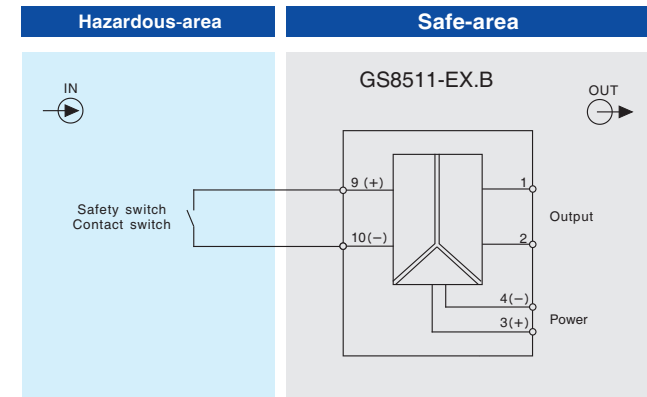 Hazardous-area
Safe-area
IN
GS8511-EX.B
OUT
9 (+)
1
Safety switch
Contact switch
Output
10(−)
2
4(−)
3(+)
Power